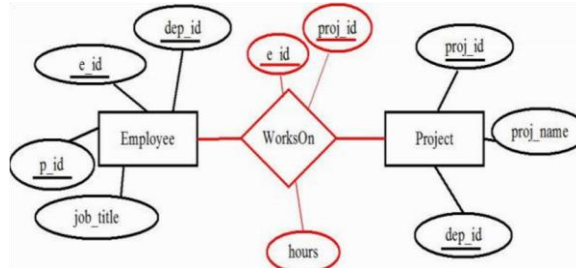 dep_id
proj_id
e_id
proj_id
e_id
Employee
WorksOn
Project
proj_name
p_id
job_title
hours
dep_id